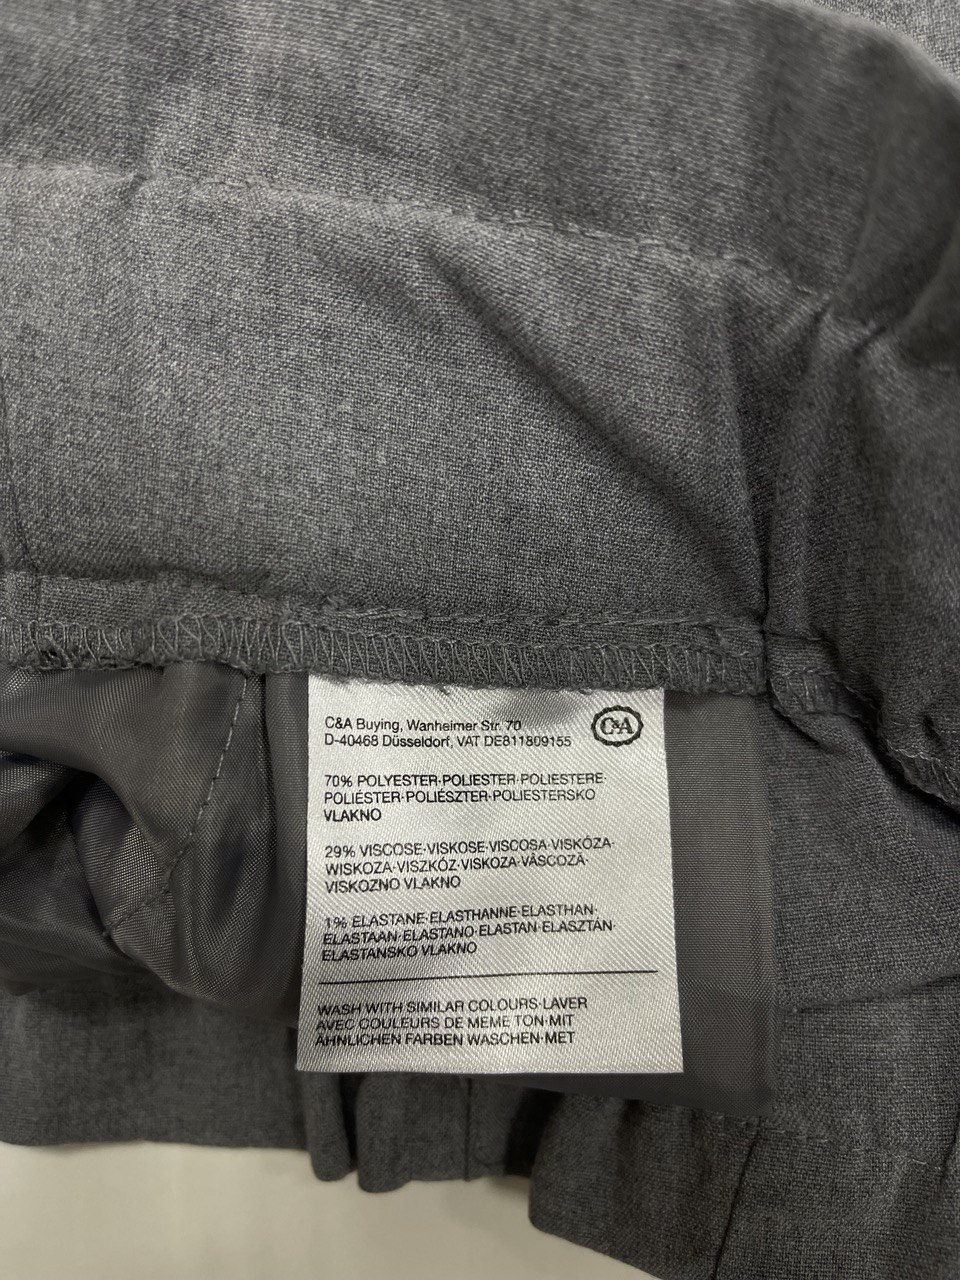 C&A Buying, Wanheimer Str. 70
D-40468 Düsseldorf, VAT DE811809155
C&A
70% POLYESTER·POLIESTER·POLIESTERE·
POLIÉSTER·POLIÉSZTER·POLIESTERSKO
VLAKNO
29% VISCOSE·VISKOSE·VISCOSA·VISKÓZA·
WISKOZA·VISZKÓZ·VISKOZA·VÂSCOZĂ·
VISKOZNO VLAKNO
1% ELASTANE·ELASTHANNE·ELASTHAN·
ELASTAAN·ELASTANO·ELASTAN·ELASZTÁN·
ELASTANSKO VLAKNO
WASH WITH SIMILAR COLOURS·LAVER
AVEC COULEURS DE MEME TON·MIT
ÄHNLICHEN FARBEN WASCHEN·MET